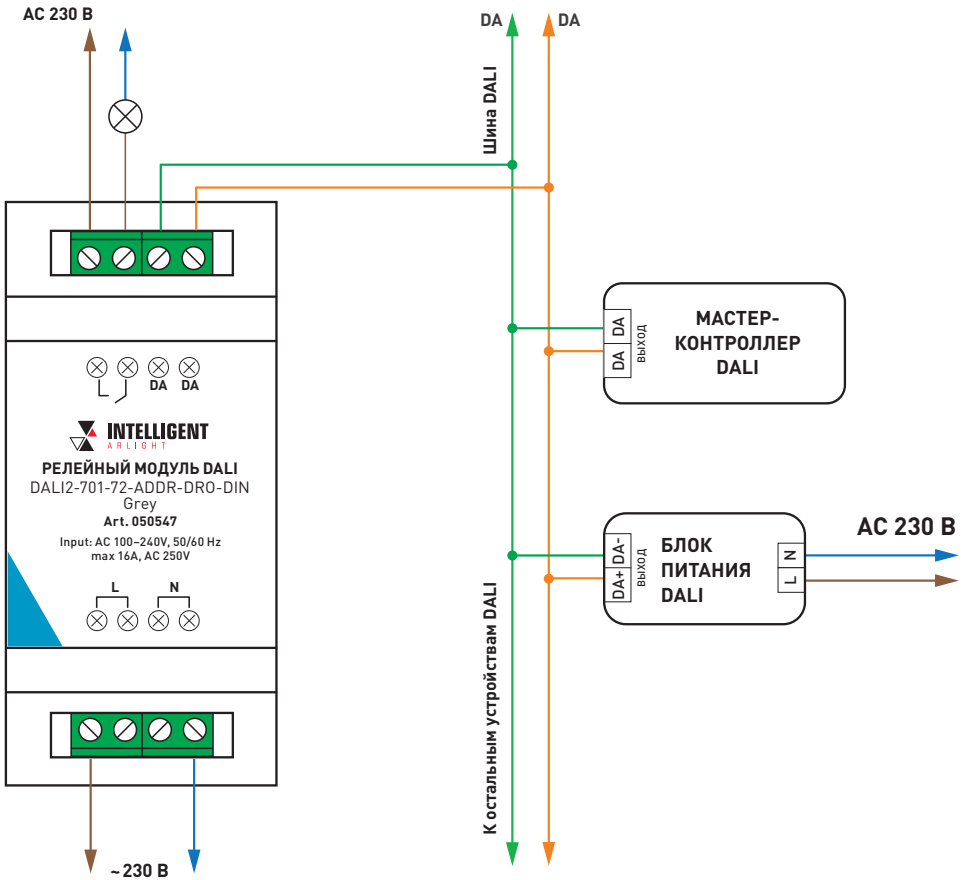 AC 230 В
DA
DA
Шина DALI
DA DA
INTELLIGENT
ARLIGHT
РЕЛЕЙНЫЙ МОДУЛЬ DALI
DALI2-701-72-ADDR-DRO-DIN
Grey
Art. 050547
Input: AC 100–240V, 50/60 Hz
max 16A, AC 250V
L N
~230 В
DA
DA
ВЫХОД
МАСТЕР-
КОНТРОЛЛЕР
DALI
DA-
DA+
ВЫХОД
БЛОК
ПИТАНИЯ
DALI
N
L
AC 230 В
К остальным устройствам DALI